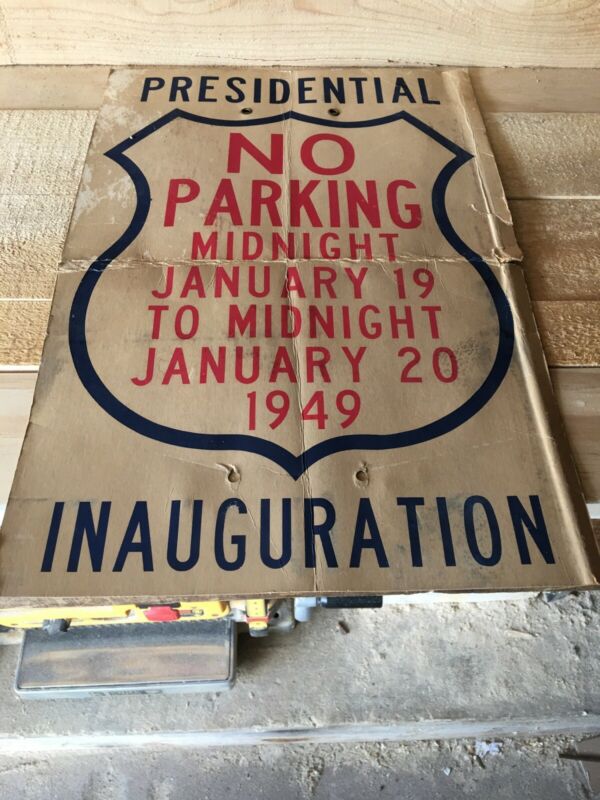 PRESIDENTIAL
NO
PARKING
MIDNIGHT
JANUARY 19
TO MIDNIGHT
JANUARY 20
1949
INAUGURATION